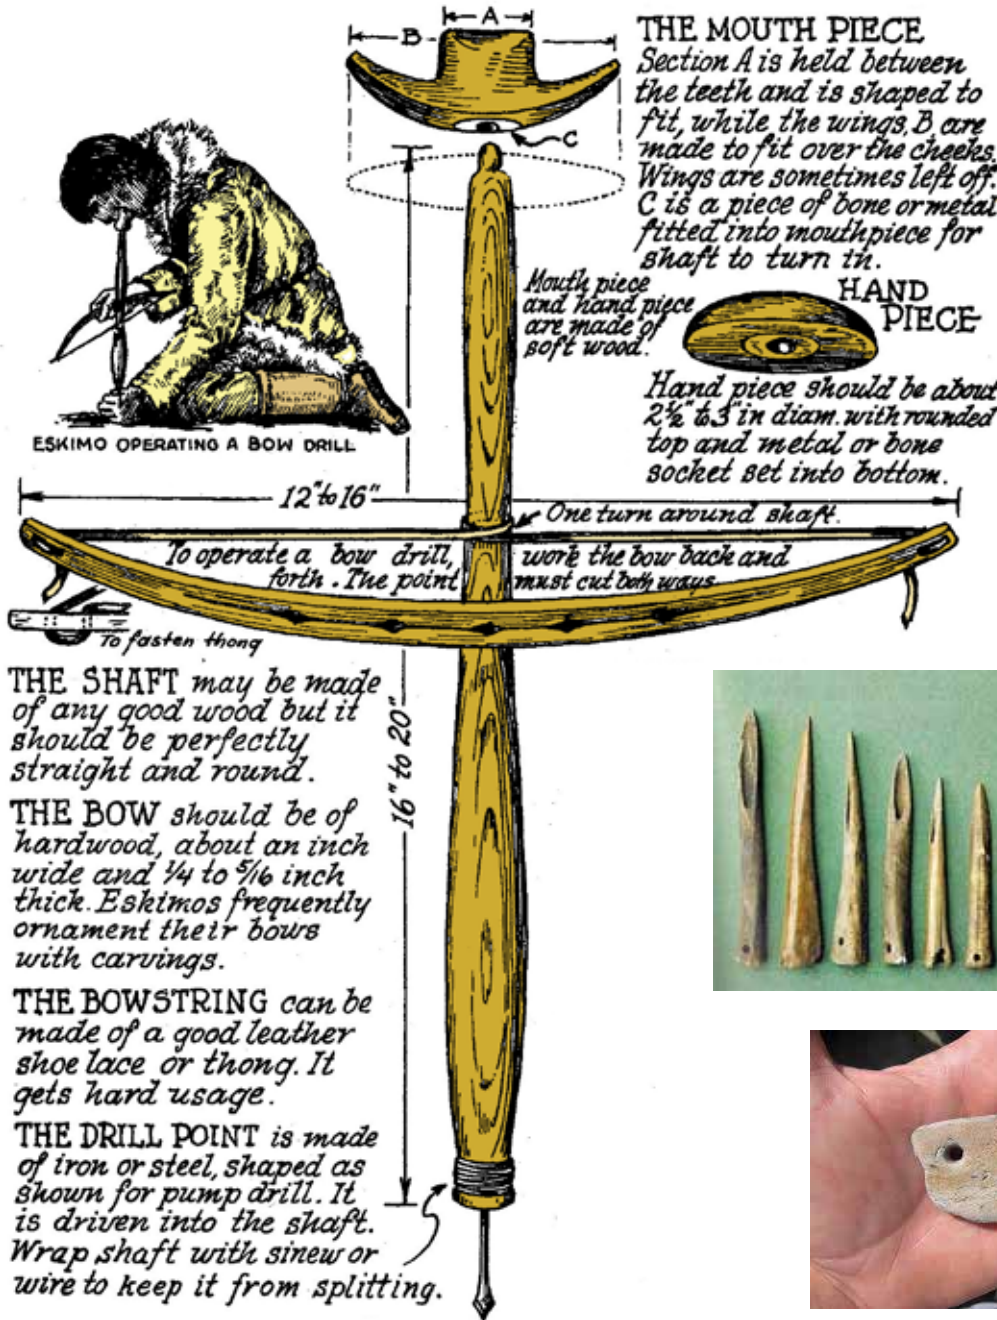 A
B
C
THE MOUTH PIECE
Section A is held between
the teeth and is shaped to
fit, while the wings, B are
made to fit over the cheeks.
Wings are sometimes left off.
C is a piece of bone or metal
fitted into mouthpiece for
shaft to turn in.
Mouth piece
and hand piece
are made of
soft wood.
HAND
PIECE
Hand piece should be about
2½" to 3" in diam. with rounded
top and metal or bone
socket set into bottom.
ESKIMO OPERATING A BOW DRILL
12" to 16"
One turn around shaft.
To operate a bow drill, work the bow back and
forth. The point must cut both ways.
To fasten thong
16" to 20"
THE SHAFT may be made
of any good wood but it
should be perfectly
straight and round.
THE BOW should be of
hardwood, about an inch
wide and ¼ to 5/16 inch
thick. Eskimos frequently
ornament their bows
with carvings.
THE BOWSTRING can be
made of a good leather
shoe lace or thong. It
gets hard usage.
THE DRILL POINT is made
of iron or steel, shaped as
shown for pump drill. It
is driven into the shaft.
Wrap shaft with sinew or
wire to keep it from splitting.